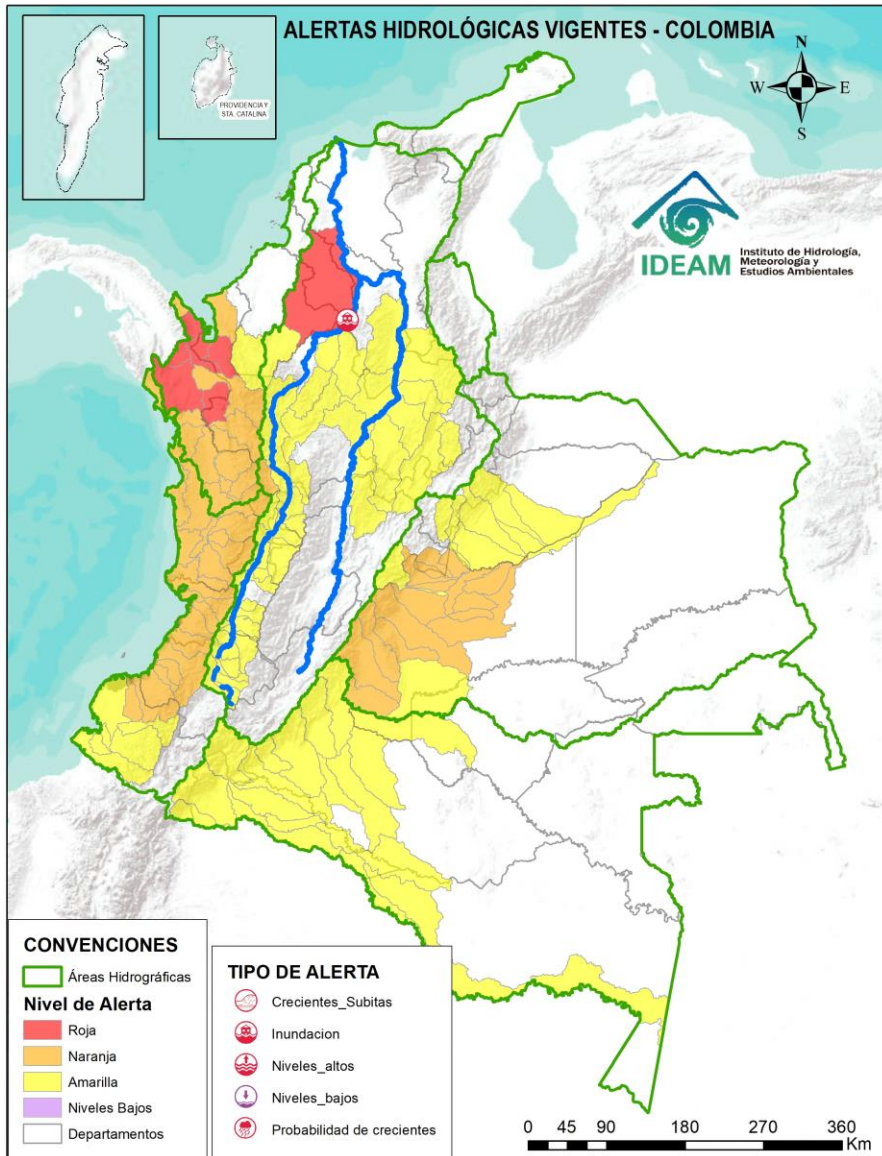 ALERTAS HIDROLÓGICAS VIGENTES - COLOMBIA
PROVIDENCIA Y
STA. CATALINA
N
W E
S
IDEAM
Instituto de Hidrología,
Meteorología y
Estudios Ambientales
CONVENCIONES
Áreas Hidrográficas
Nivel de Alerta
Roja
Naranja
Amarilla
Niveles Bajos
Departamentos
TIPO DE ALERTA
Crecientes_Subitas
Inundacion
Niveles_altos
Niveles_bajos
Probabilidad de crecientes
0 45 90 180 270 360
Km